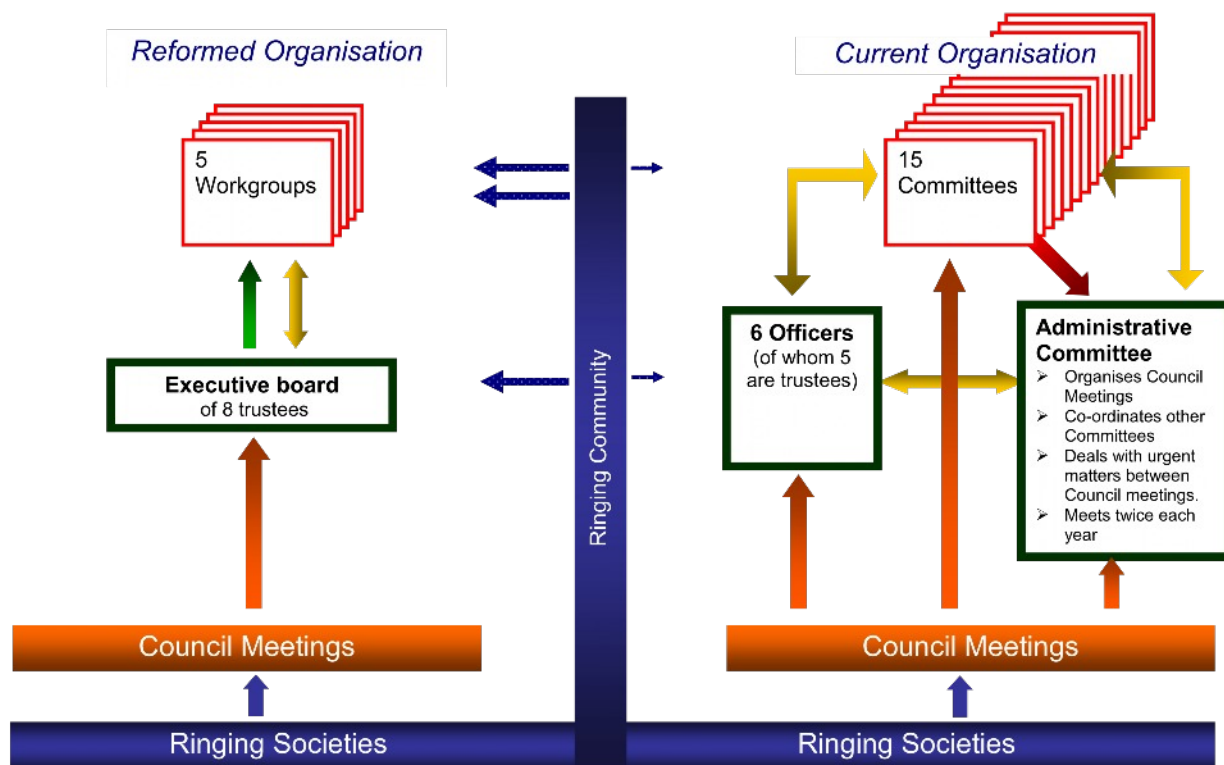 Reformed Organisation
5
Workgroups
Executive board
of 8 trustees
Council Meetings
Ringing Societies
Ringing Community
Current Organisation
15
Committees
6 Officers
(of whom 5
are trustees)
Administrative
Committee
➢ Organises Council
Meetings
➢ Co-ordinates other
Committees
➢ Deals with urgent
matters between
Council meetings.
➢ Meets twice each
year
Council Meetings
Ringing Societies